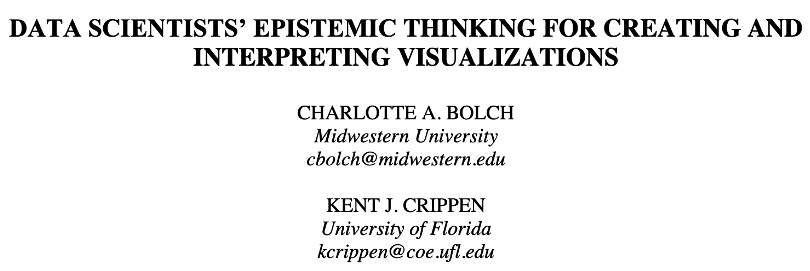 DATA SCIENTISTS’ EPISTEMIC THINKING FOR CREATING AND
INTERPRETING VISUALIZATIONS
CHARLOTTE A. BOLCH
Midwestern University
cbolch@midwestern.edu
KENT J. CRIPPEN
University of Florida
kcrippen@coe.ufl.edu